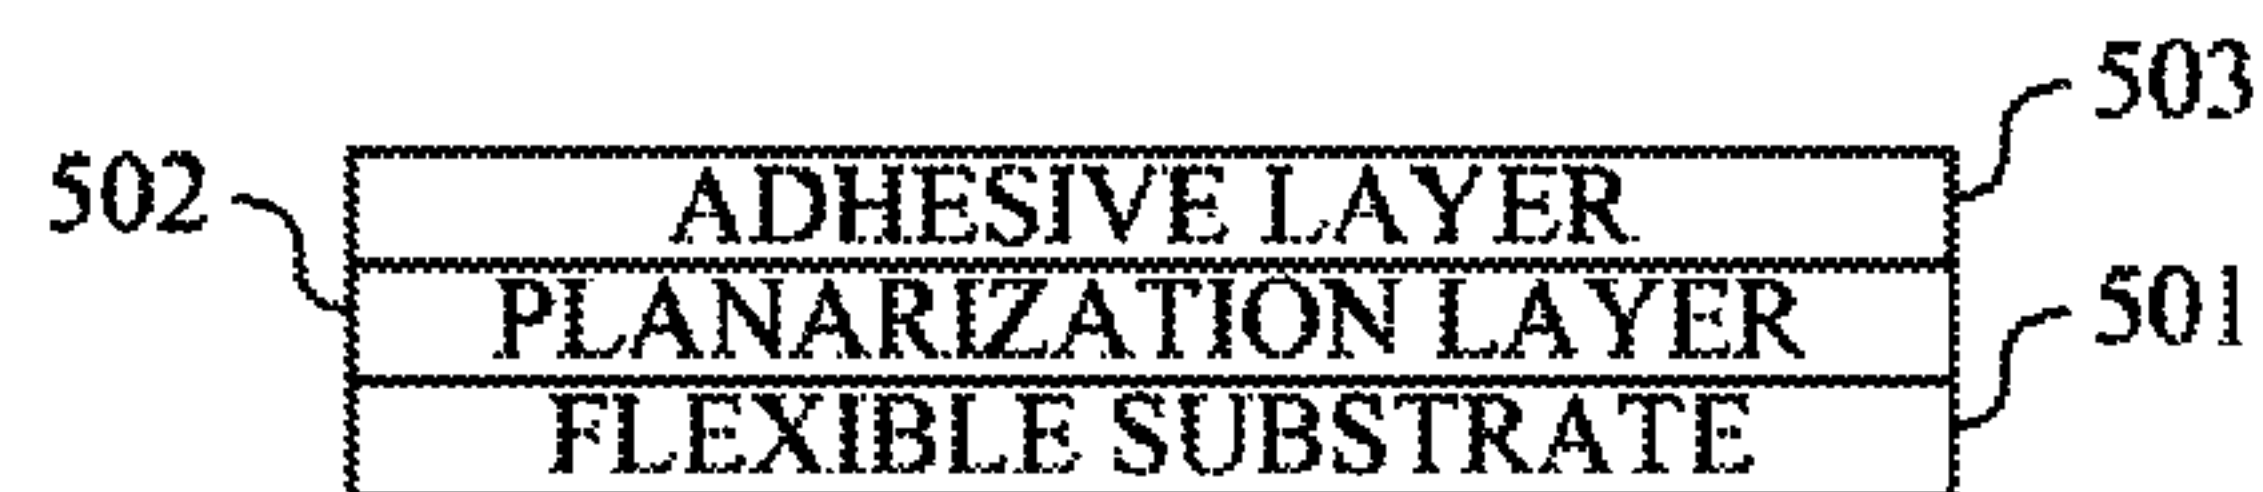 503
502
ADHESIVE LAYER
PLANARIZATION LAYER
501
FLEXIBLE SUBSTRATE